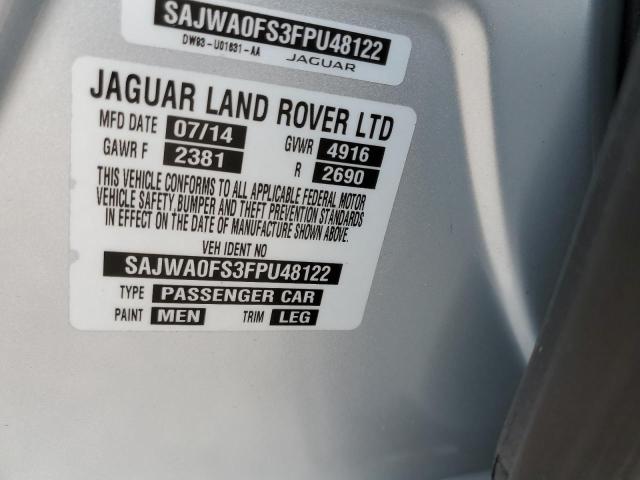 SAJWA0FS3FPU48122
DW93-U01631-AA JAGUAR
JAGUAR LAND ROVER LTD
MFD DATE 07/14 GVWR 4916
GAWR F 2381 R 2690
THIS VEHICLE CONFORMS TO ALL APPLICABLE FEDERAL MOTOR
VEHICLE SAFETY, BUMPER AND THEFT PREVENTION STANDARDS
IN EFFECT ON THE DATE OF MANUFACTURE SHOWN ABOVE.
VEH IDENT NO
SAJWA0FS3FPU48122
TYPE PASSENGER CAR
PAINT MEN TRIM LEG